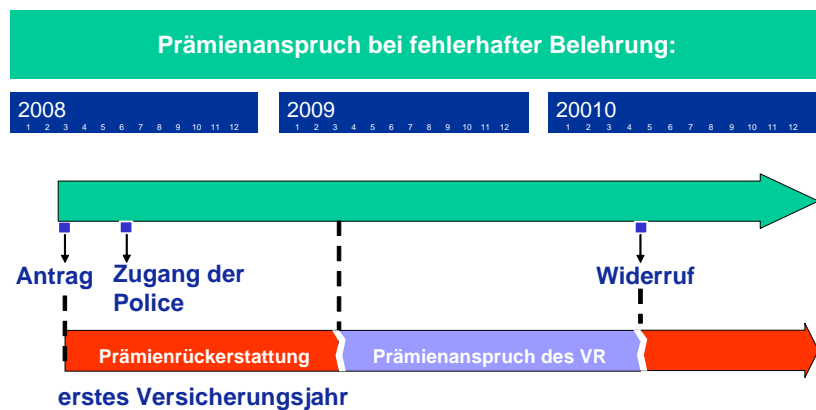 Prämienanspruch bei fehlerhafter Belehrung:
2008
1 2 3 4 5 6 7 8 9 10 11 12
2009
1 2 3 4 5 6 7 8 9 10 11 12
20010
1 2 3 4 5 6 7 8 9 10 11 12
Antrag
Zugang der
Police
Widerruf
Prämienrückerstattung
Prämienanspruch des VR
erstes Versicherungsjahr